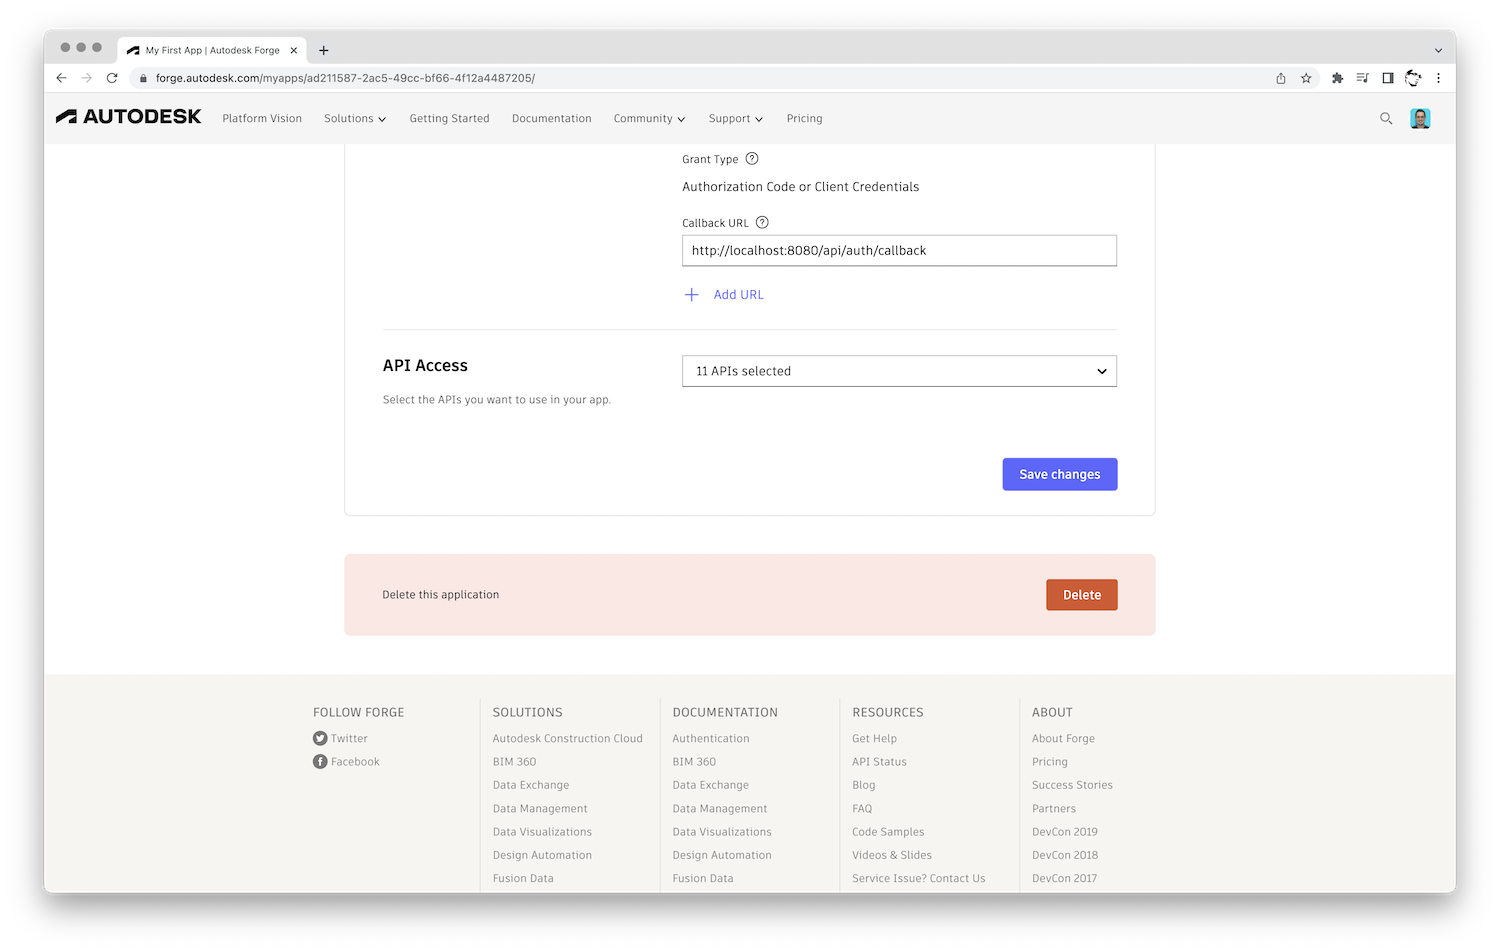 My First App | Autodesk Forge
forge.autodesk.com/myapps/ad211587-2ac5-49cc-bf66-4f12a4487205/
AUTODESK Platform Vision Solutions Getting Started Documentation Community Support Pricing
Grant Type ?
Authorization Code or Client Credentials
Callback URL ?
http://localhost:8080/api/auth/callback
+ Add URL
API Access
11 APIs selected
Select the APIs you want to use in your app.
Save changes
Delete this application
Delete
FOLLOW FORGE
Twitter
Facebook
SOLUTIONS
Autodesk Construction Cloud
BIM 360
Data Exchange
Data Management
Data Visualizations
Design Automation
Fusion Data
DOCUMENTATION
Authentication
BIM 360
Data Exchange
Data Management
Data Visualizations
Design Automation
Fusion Data
RESOURCES
Get Help
API Status
Blog
FAQ
Code Samples
Videos & Slides
Service Issue? Contact Us
ABOUT
About Forge
Pricing
Success Stories
Partners
DevCon 2019
DevCon 2018
DevCon 2017